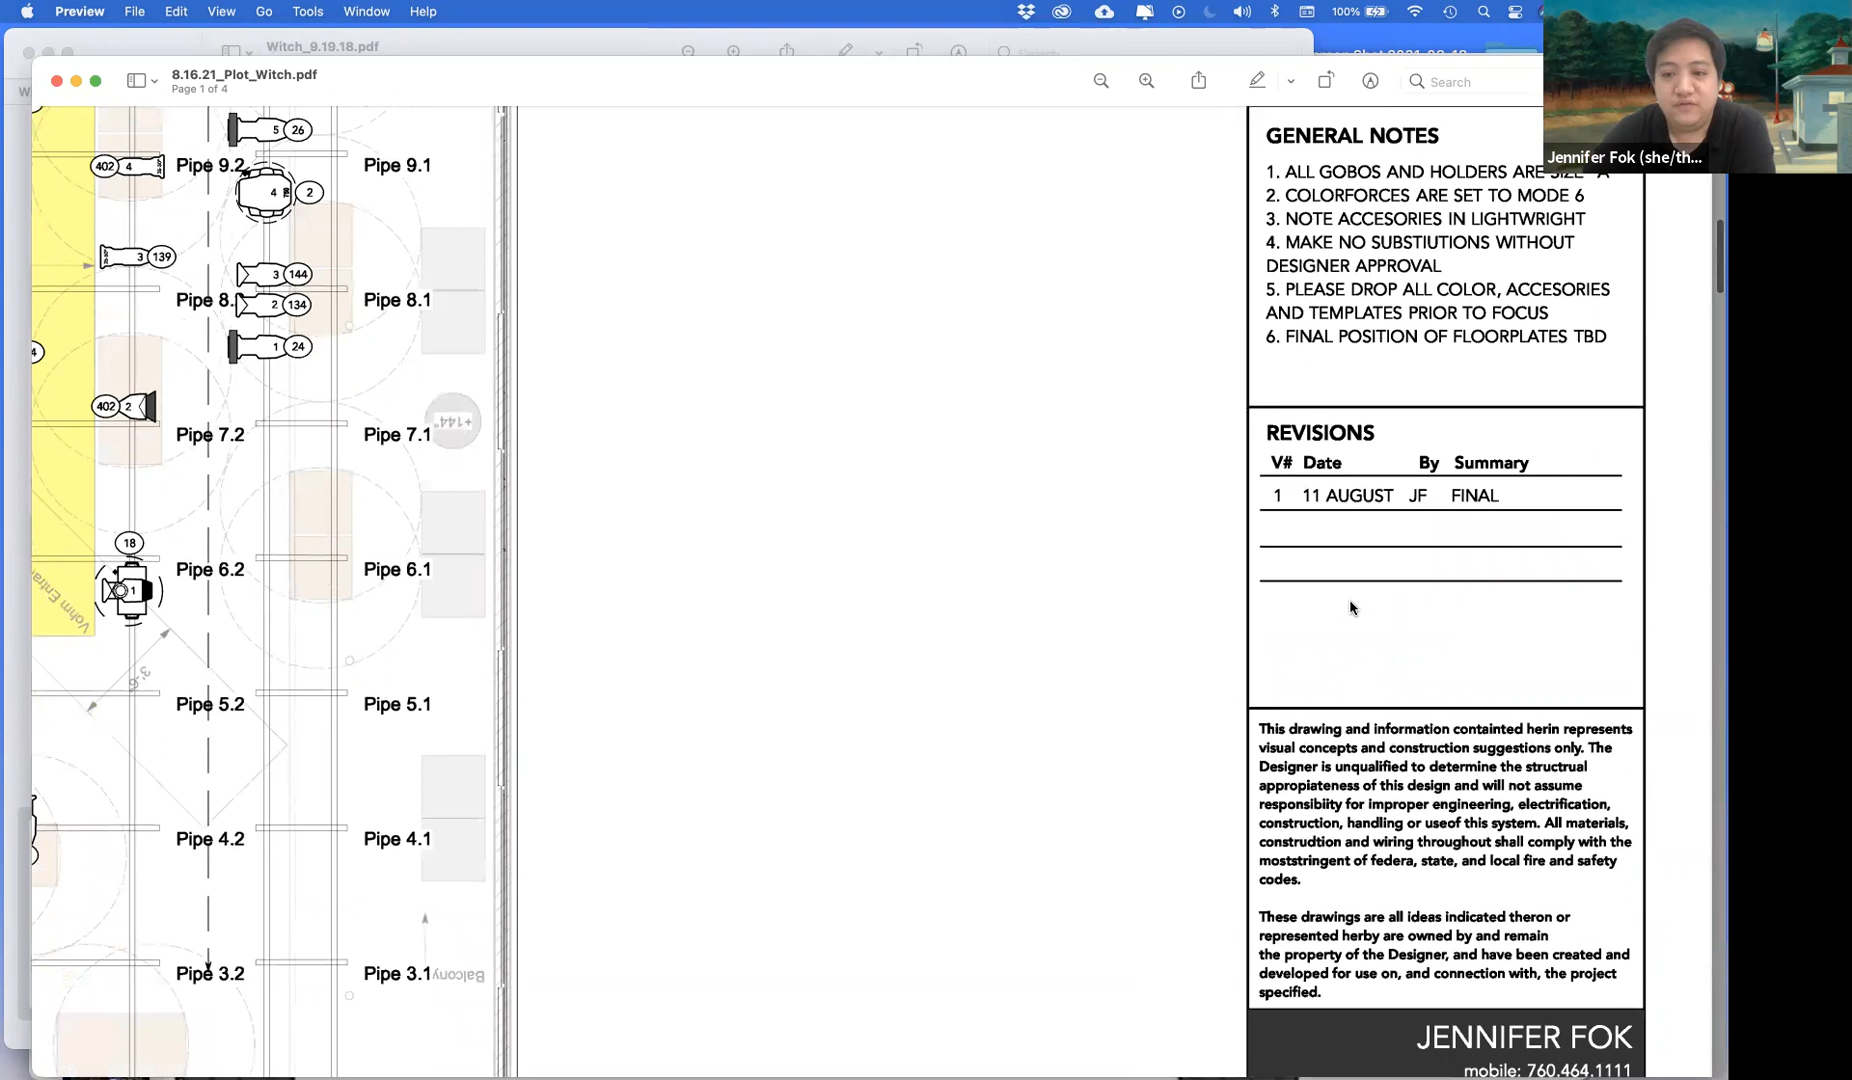 Preview File Edit View Go Tools Window Help
100%
Witch_9.19.18.pdf
Search
8.16.21_Plot_Witch.pdf
Page 1 of 4
Search
Jennifer Fok (she/th...
5 26
402 4
Pipe 9.2
Pipe 9.1
4 2
3 139
3 144
Pipe 8.
2 134
Pipe 8.1
1 24
4
402 2
+144"
Pipe 7.2
Pipe 7.1
18
Pipe 6.2
Pipe 6.1
1
Vohm Entran
3'-6
Pipe 5.2
Pipe 5.1
Pipe 4.2
Pipe 4.1
Pipe 3.2
Pipe 3.1
Balcony
GENERAL NOTES
1. ALL GOBOS AND HOLDERS ARE SIZE "A
2. COLORFORCES ARE SET TO MODE 6
3. NOTE ACCESORIES IN LIGHTWRIGHT
4. MAKE NO SUBSTIUTIONS WITHOUT
DESIGNER APPROVAL
5. PLEASE DROP ALL COLOR, ACCESORIES
AND TEMPLATES PRIOR TO FOCUS
6. FINAL POSITION OF FLOORPLATES TBD
REVISIONS
V# Date By Summary
1 11 AUGUST JF FINAL
This drawing and information containted herin represents
visual concepts and construction suggestions only. The
Designer is unqualified to determine the structrual
appropiateness of this design and will not assume
responsibiity for improper engineering, electrification,
construction, handling or useof this system. All materials,
construdtion and wiring throughout shall comply with the
moststringent of federa, state, and local fire and safety
codes.
These drawings are all ideas indicated theron or
represented herby are owned by and remain
the property of the Designer, and have been created and
developed for use on, and connection with, the project
specified.
JENNIFER FOK
mobile: 760.464.1111